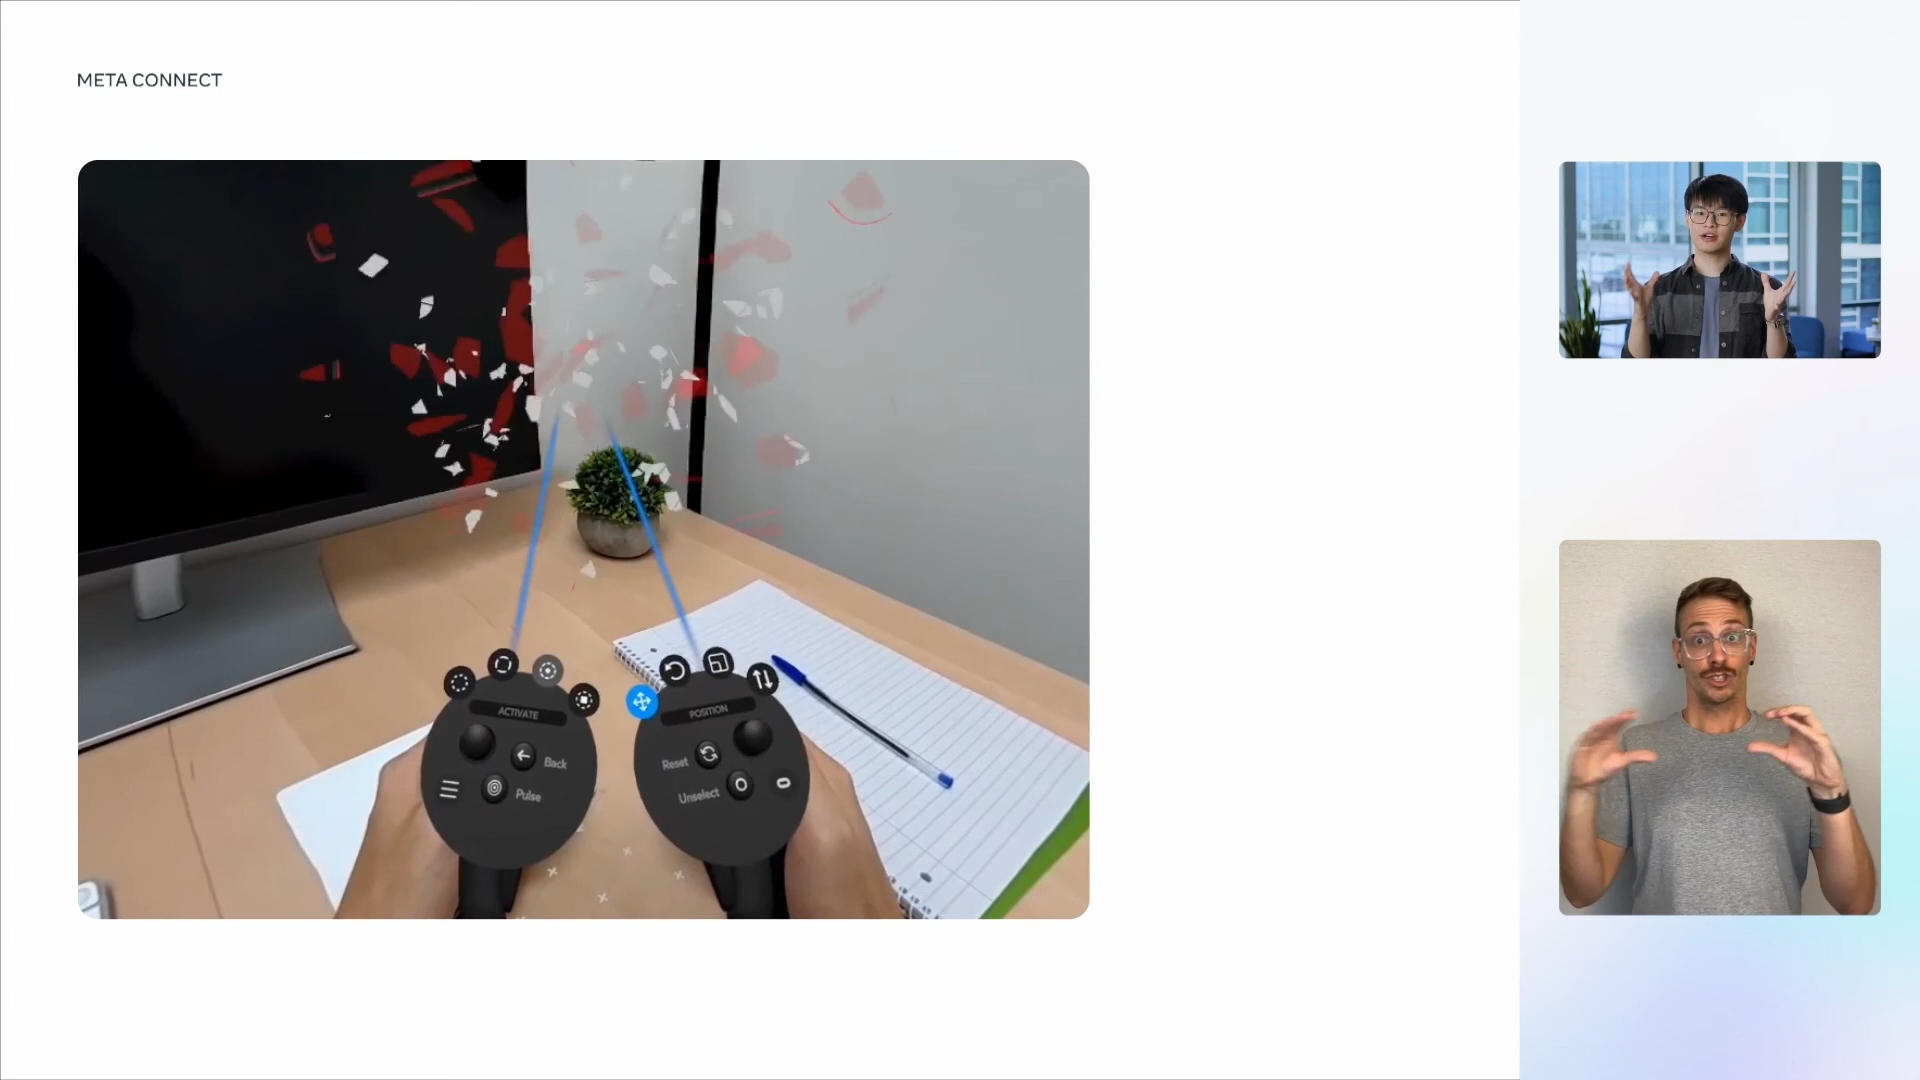 META CONNECT
ACTIVATE
Back
Pulse
POSITION
Reset
Unselect